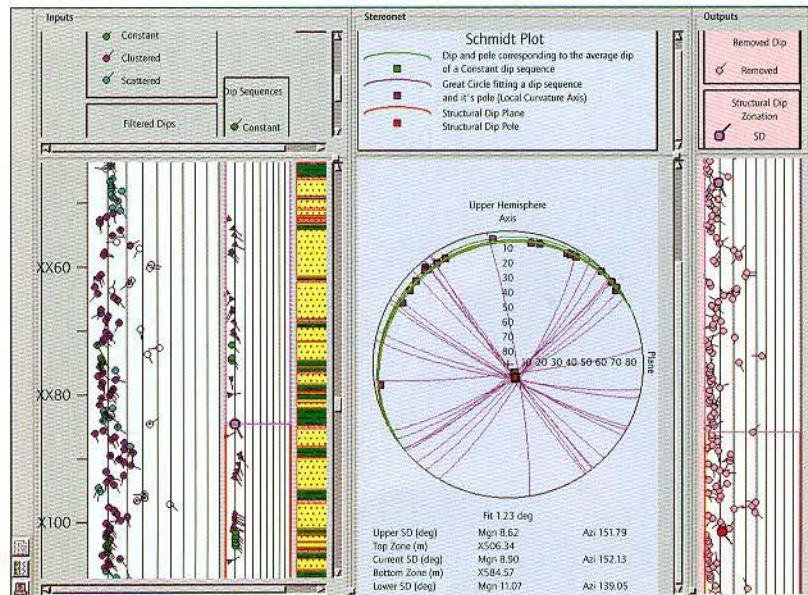 Inputs
Constant
Clustered
Scattered
Filtered Dips
Dip Sequences
Constant
XX60
XX80
X100
Stereonet
Schmidt Plot
Dip and pole corresponding to the average dip
of a Constant dip sequence
Great Circle fitting a dip sequence
and it's pole (Local Curvature Axis)
Structural Dip Plane
Structural Dip Pole
Upper Hemisphere
Axis
10
20
30
40
50
60
70
80
10 20 30 40 50 60 70 80
Plane
Fit 1.23 deg
Upper SD (deg) Mgn 8.62 Azi 151.79
Top Zone (m) X506.34
Current SD (deg) Mgn 8.90 Azi 152.13
Bottom Zone (m) X584.57
Lower SD (deg) Mgn 11.07 Azi 139.05
Outputs
Removed Dip
Removed
Structural Dip
Zonation
SD